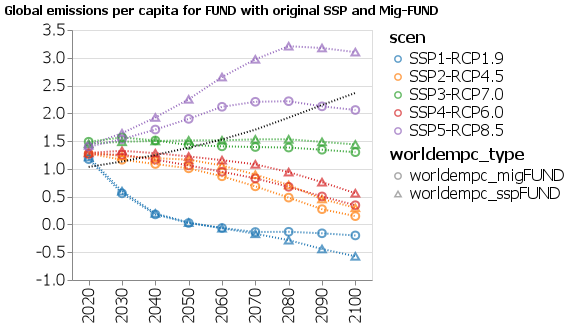 Global emissions per capita for FUND with original SSP and Mig-FUND
3.5
3.0
2.5
2.0
1.5
1.0
0.5
0.0
-0.5
-1.0
2020
2030
2040
2050
2060
2070
2080
2090
2100
scen
SSP1-RCP1.9
SSP2-RCP4.5
SSP3-RCP7.0
SSP4-RCP6.0
SSP5-RCP8.5
worldempc_type
worldempc_migFUND
worldempc_sspFUND